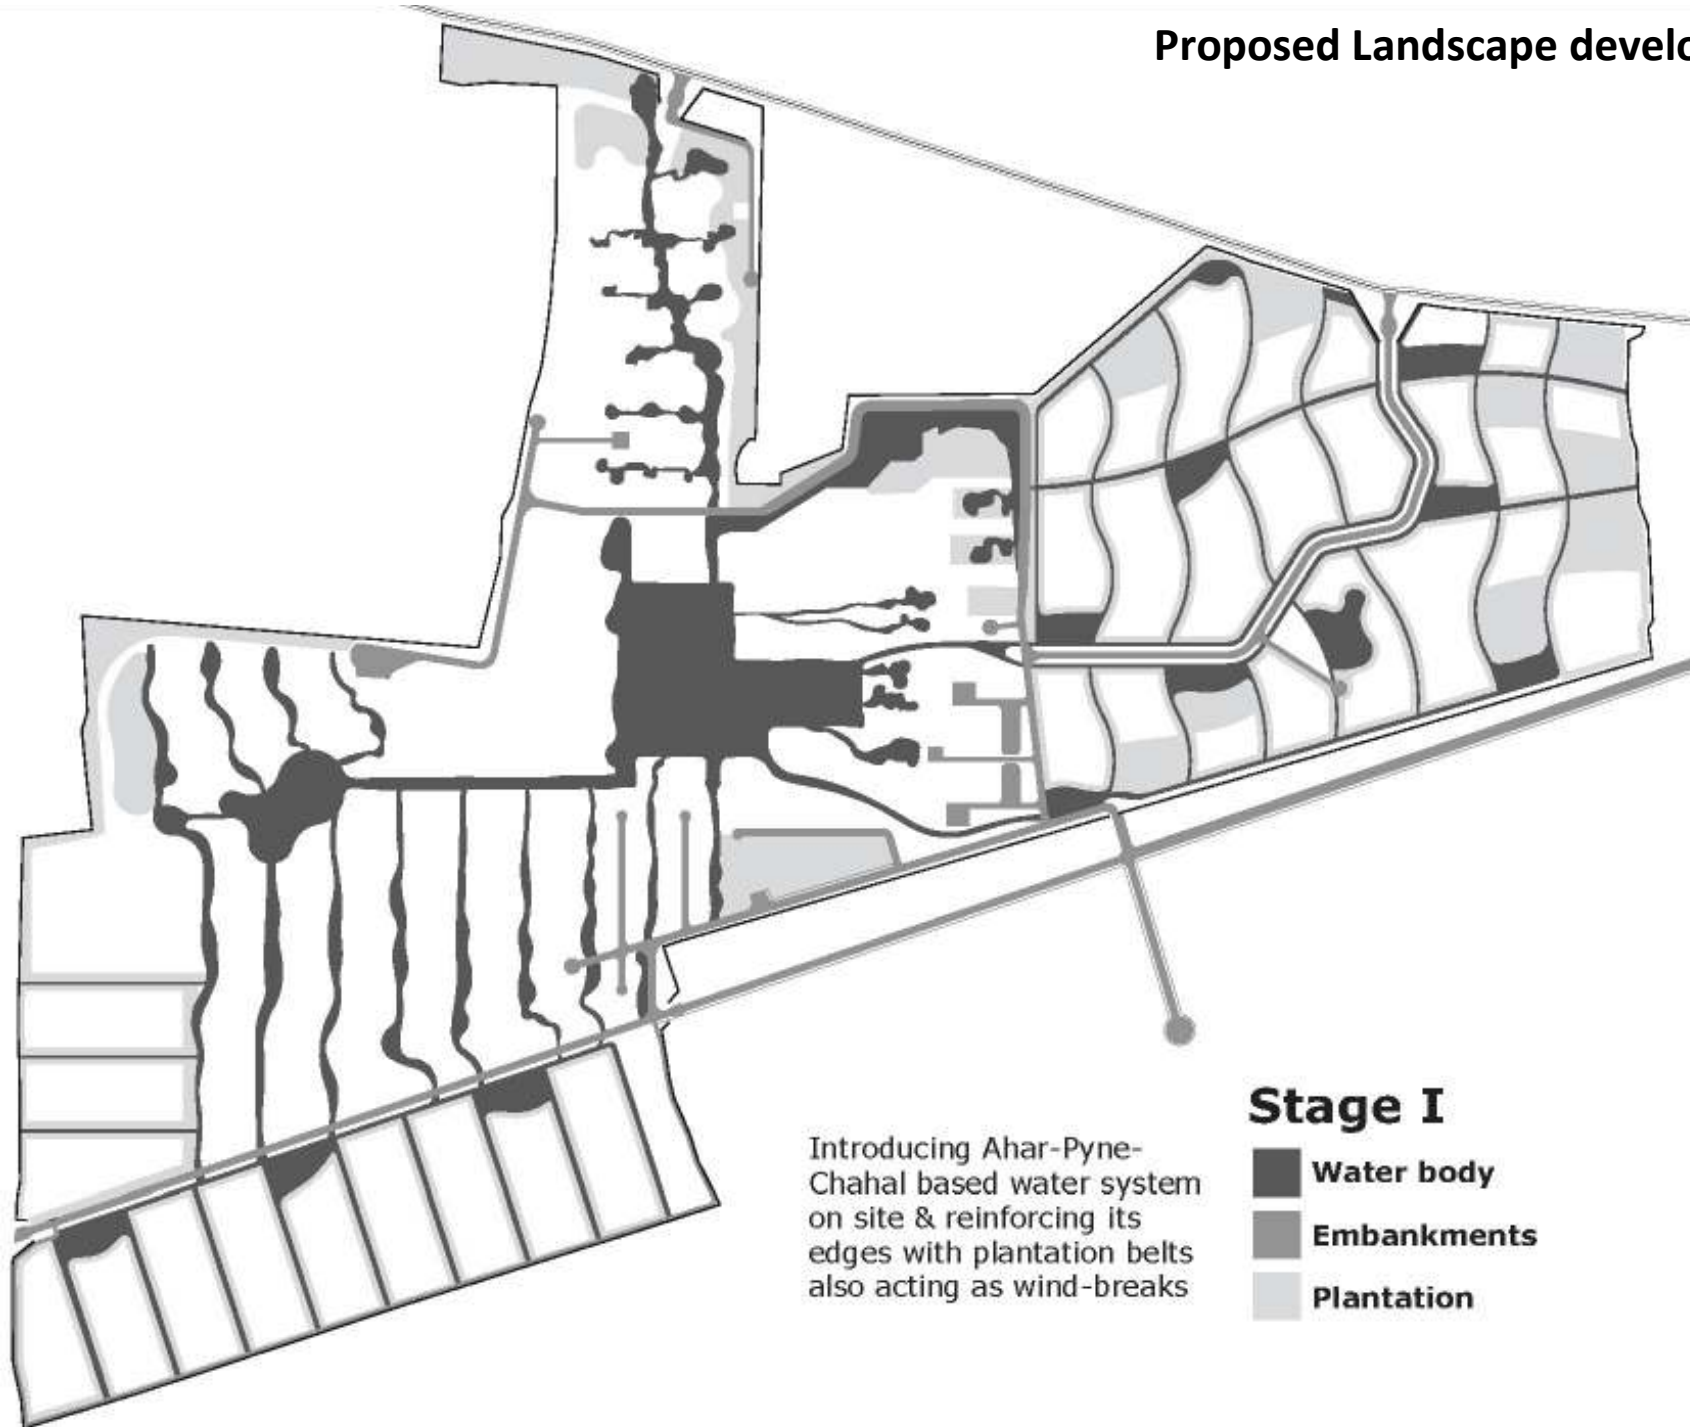 Proposed Landscape develo
Introducing Ahar-Pyne-
Chahal based water system
on site & reinforcing its
edges with plantation belts
also acting as wind-breaks
Stage I
Water body
Embankments
Plantation